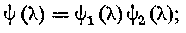 ψ (λ) = ψ₁ (λ) ψ₂ (λ);